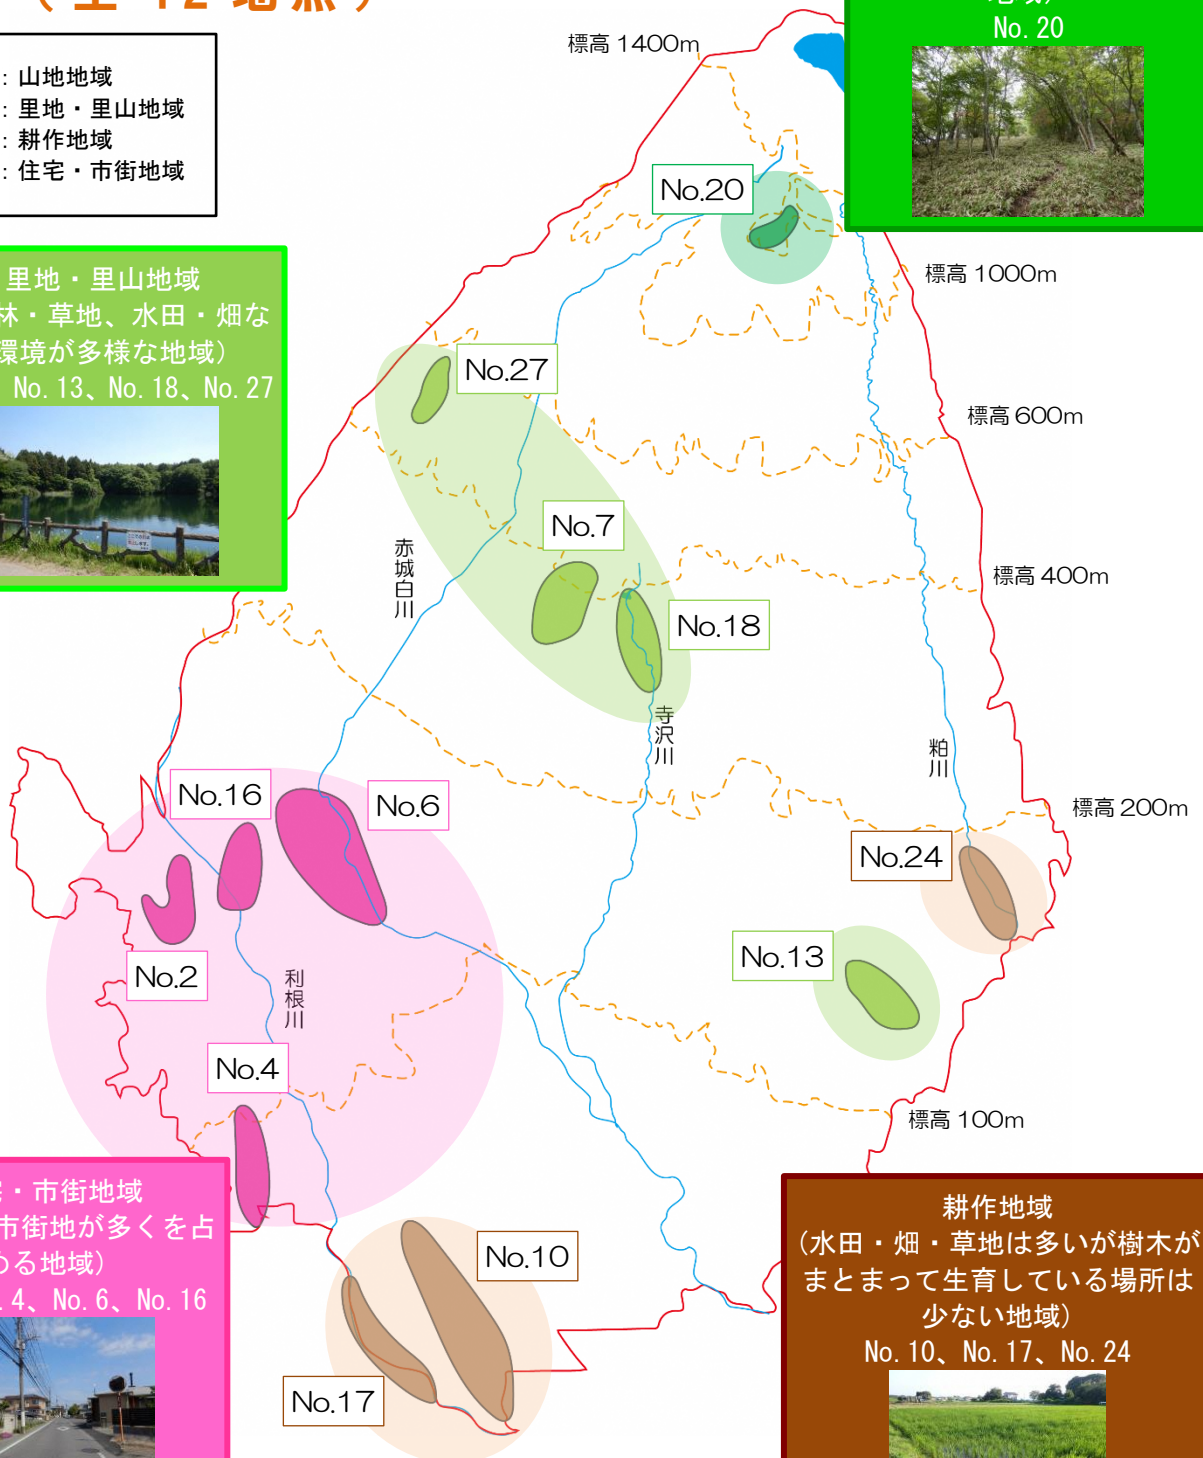 (全 12 地点)
標高 1400m
地域)
No. 20
: 山地地域
: 里地・里山地域
: 耕作地域
: 住宅・市街地域
No.20
里地・里山地域
林・草地、水田・畑な
環境が多様な地域)
No. 13、No. 18、No. 27
標高 1000m
No.27
標高 600m
No.7
赤城白川
標高 400m
No.18
寺沢川
粕川
No.16
No.6
標高 200m
No.24
No.13
No.2
利根川
No.4
標高 100m
・市街地域
市街地が多くを占
める地域)
4、No. 6、No. 16
No.10
No.17
耕作地域
(水田・畑・草地は多いが樹木が
まとまって生育している場所は
少ない地域)
No. 10、No. 17、No. 24